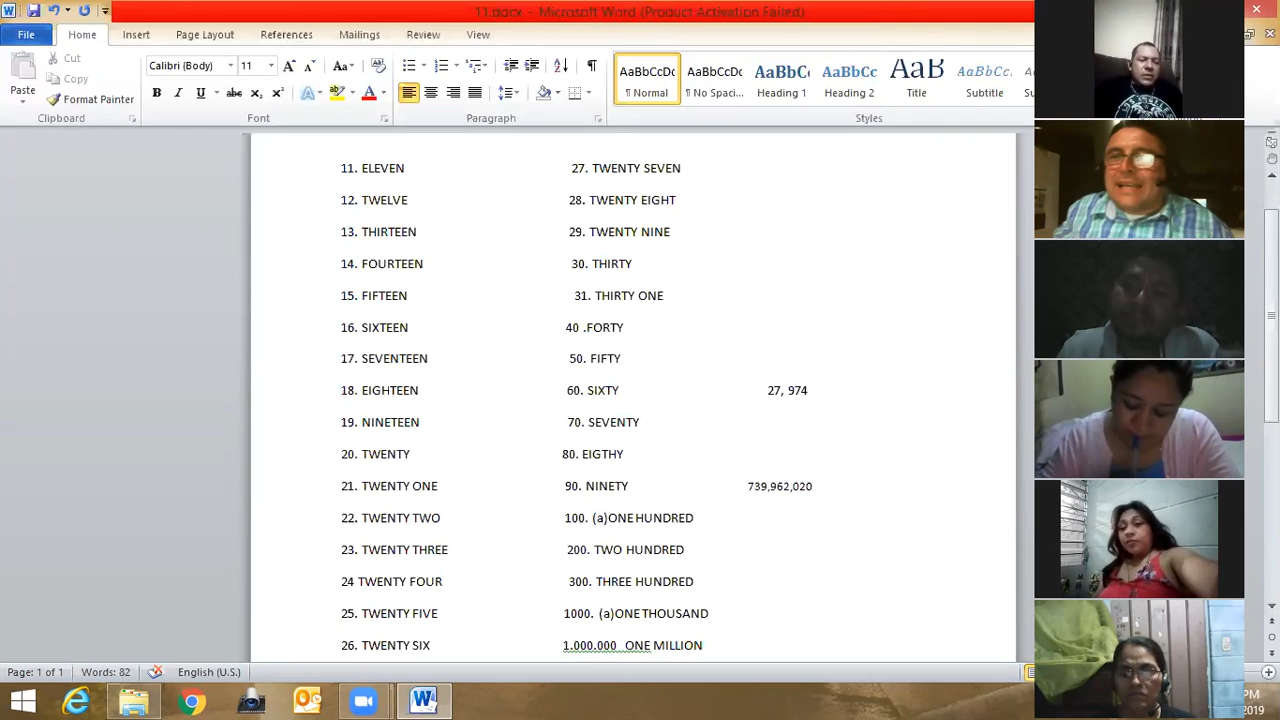 11.docx - Microsoft Word (Product Activation Failed)
File Home Insert Page Layout References Mailings Review View
Cut
Copy
Format Painter
Paste
Clipboard
Calibri (Body) 11
Font
Paragraph
AaBbCcDc AaBbCcDc AaBbC AaBbCc AaB AaBbCcD
¶ Normal ¶ No Spaci... Heading 1 Heading 2 Title Subtitle
Styles
11. ELEVEN 27. TWENTY SEVEN
12. TWELVE 28. TWENTY EIGHT
13. THIRTEEN 29. TWENTY NINE
14. FOURTEEN 30. THIRTY
15. FIFTEEN 31. THIRTY ONE
16. SIXTEEN 40 .FORTY
17. SEVENTEEN 50. FIFTY
18. EIGHTEEN 60. SIXTY 27, 974
19. NINETEEN 70. SEVENTY
20. TWENTY 80. EIGTHY
21. TWENTY ONE 90. NINETY 739,962,020
22. TWENTY TWO 100. (a)ONE HUNDRED
23. TWENTY THREE 200. TWO HUNDRED
24 TWENTY FOUR 300. THREE HUNDRED
25. TWENTY FIVE 1000. (a)ONE THOUSAND
26. TWENTY SIX 1.000.000 ONE MILLION
Page: 1 of 1 Words: 82 English (U.S.)
PM
2019